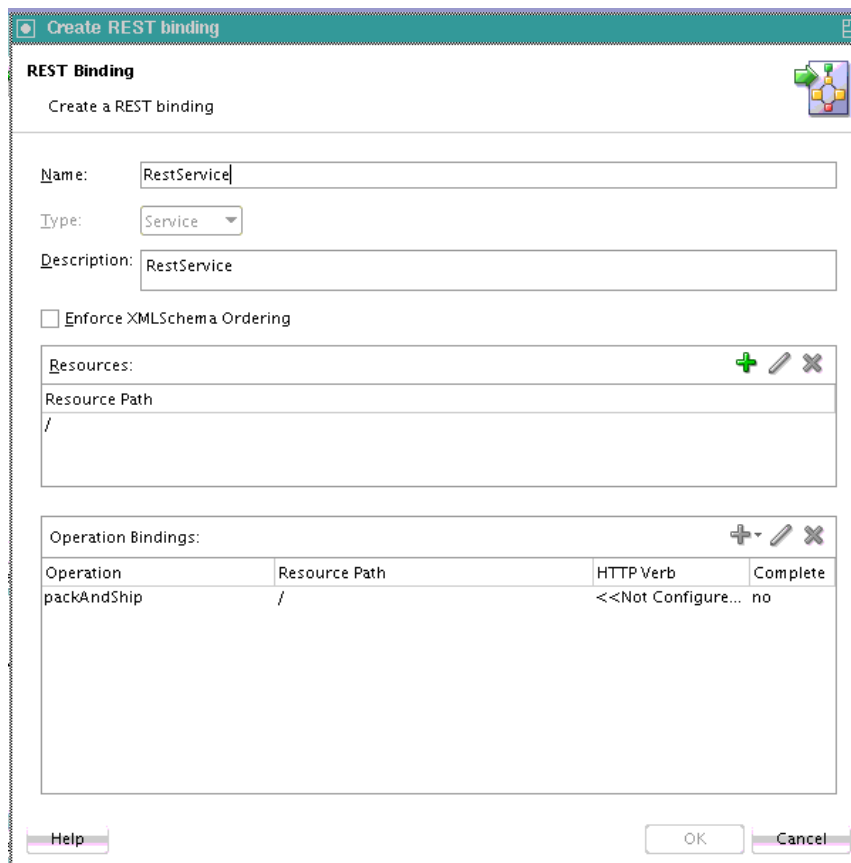 Create REST binding
REST Binding
Create a REST binding
Name: RestService
Type: Service
Description: RestService
Enforce XMLSchema Ordering
Resources:
Resource Path
/
Operation Bindings:
Operation Resource Path HTTP Verb Complete
packAndShip / <<Not Configure... no
Help OK Cancel